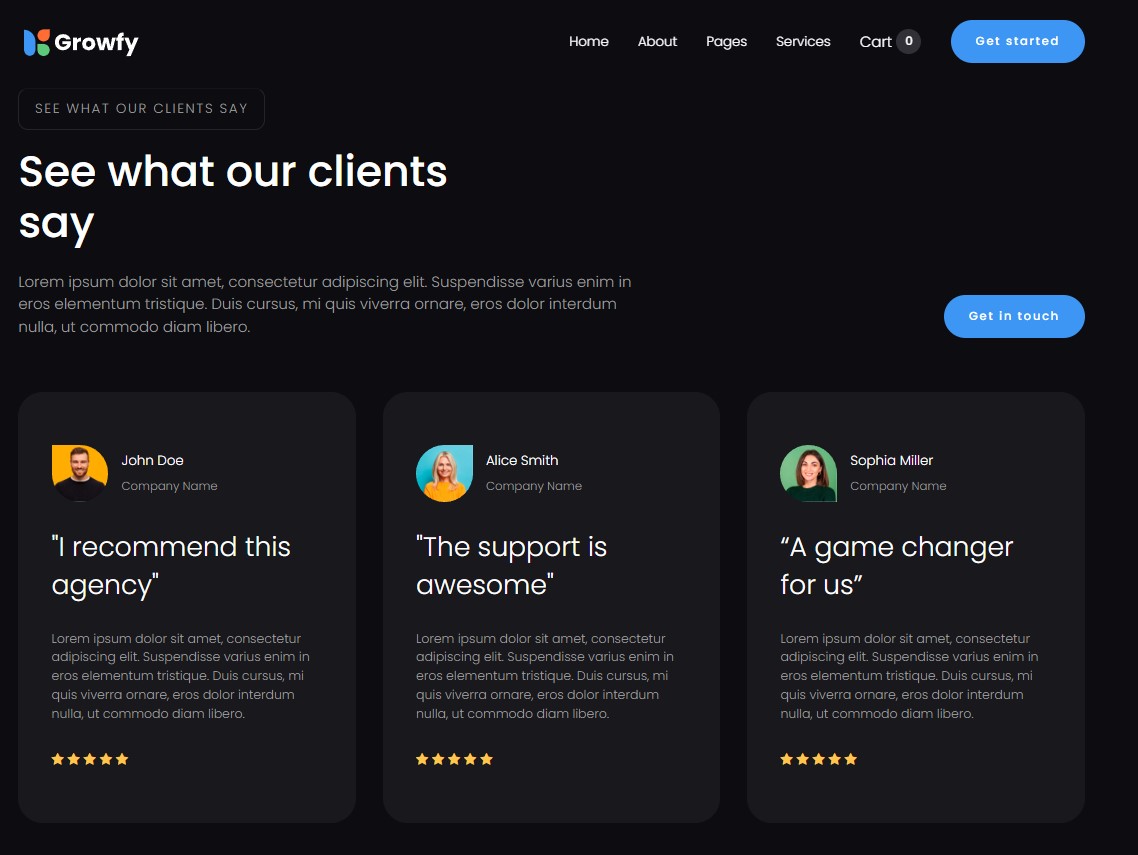 Growfy
Home About Pages Services Cart 0 Get started
SEE WHAT OUR CLIENTS SAY
See what our clients
say
Lorem ipsum dolor sit amet, consectetur adipiscing elit. Suspendisse varius enim in
eros elementum tristique. Duis cursus, mi quis viverra ornare, eros dolor interdum
nulla, ut commodo diam libero.
Get in touch
John Doe
Company Name
"I recommend this
agency"
Lorem ipsum dolor sit amet, consectetur
adipiscing elit. Suspendisse varius enim in
eros elementum tristique. Duis cursus, mi
quis viverra ornare, eros dolor interdum
nulla, ut commodo diam libero.
Alice Smith
Company Name
"The support is
awesome"
Lorem ipsum dolor sit amet, consectetur
adipiscing elit. Suspendisse varius enim in
eros elementum tristique. Duis cursus, mi
quis viverra ornare, eros dolor interdum
nulla, ut commodo diam libero.
Sophia Miller
Company Name
“A game changer
for us”
Lorem ipsum dolor sit amet, consectetur
adipiscing elit. Suspendisse varius enim in
eros elementum tristique. Duis cursus, mi
quis viverra ornare, eros dolor interdum
nulla, ut commodo diam libero.